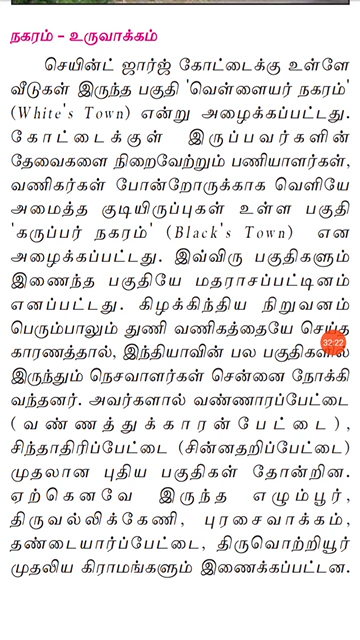 நகரம் – உருவாக்கம்
செயின்ட் ஜார்ஜ் கோட்டைக்கு உள்ளே
வீடுகள் இருந்த பகுதி 'வெள்ளையர் நகரம்'
(White's Town) என்று அழைக்கப்பட்டது.
கோட்டைக்குள் இருப்பவர்களின்
தேவைகளை நிறைவேற்றும் பணியாளர்கள்,
வணிகர்கள் போன்றோருக்காக வெளியே
அமைத்த குடியிருப்புகள் உள்ள பகுதி
'கருப்பர் நகரம்' (Black's Town) என
அழைக்கப்பட்டது. இவ்விரு பகுதிகளும்
இணைந்த பகுதியே மதராசபட்டினம்
எனப்பட்டது. கிழக்கிந்திய நிறுவனம்
பெரும்பாலும் துணி வணிகத்தையே செய்த
காரணத்தால், இந்தியாவின் பல பகுதிகளில்
32:22
இருந்தும் நெசவாளர்கள் சென்னை நோக்கி
வந்தனர். அவர்களால் வண்ணாரப்பேட்டை
(வண்ணத்துக்காரன்பேட்டை),
சிந்தாதிரிப்பேட்டை (சின்னதறிப்பேட்டை)
முதலான புதிய பகுதிகள் தோன்றின.
ஏற்கெனவே இருந்த எழும்பூர்,
திருவல்லிக்கேணி, புரசைவாக்கம்,
தண்டையார்ப்பேட்டை, திருவொற்றியூர்
முதலிய கிராமங்களும் இணைக்கப்பட்டன.